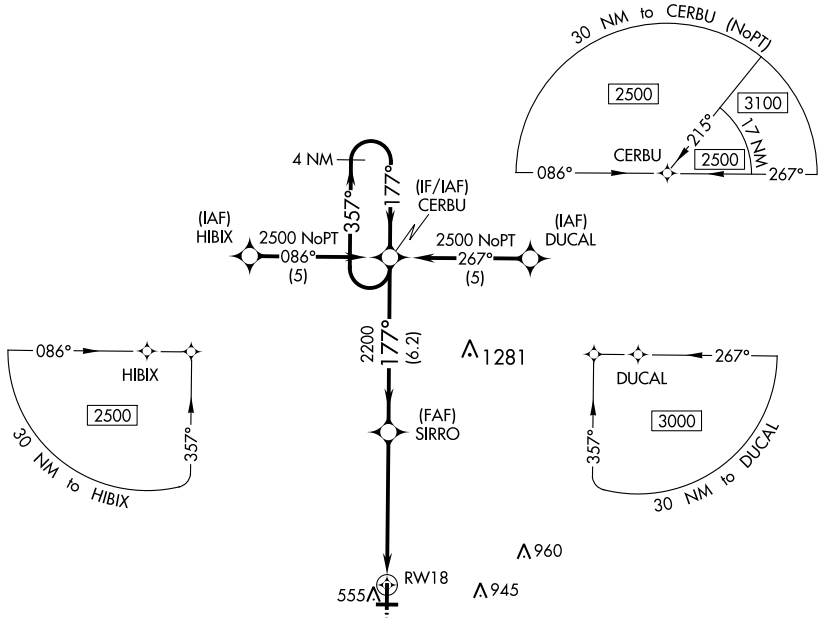 30 NM to CERBU (NoPT)
2500
3100
215°
17 NM
CERBU
2500
086°
267°
4 NM
357°
177°
(IF/IAF)
CERBU
(IAF)
HIBIX
2500 NoPT
086°
(5)
2500 NoPT
267°
(5)
(IAF)
DUCAL
2200
177°
(6.2)
1281
086°
HIBIX
2500
357°
30 NM to HIBIX
267°
DUCAL
3000
357°
30 NM to DUCAL
(FAF)
SIRRO
960
RW18
555
945